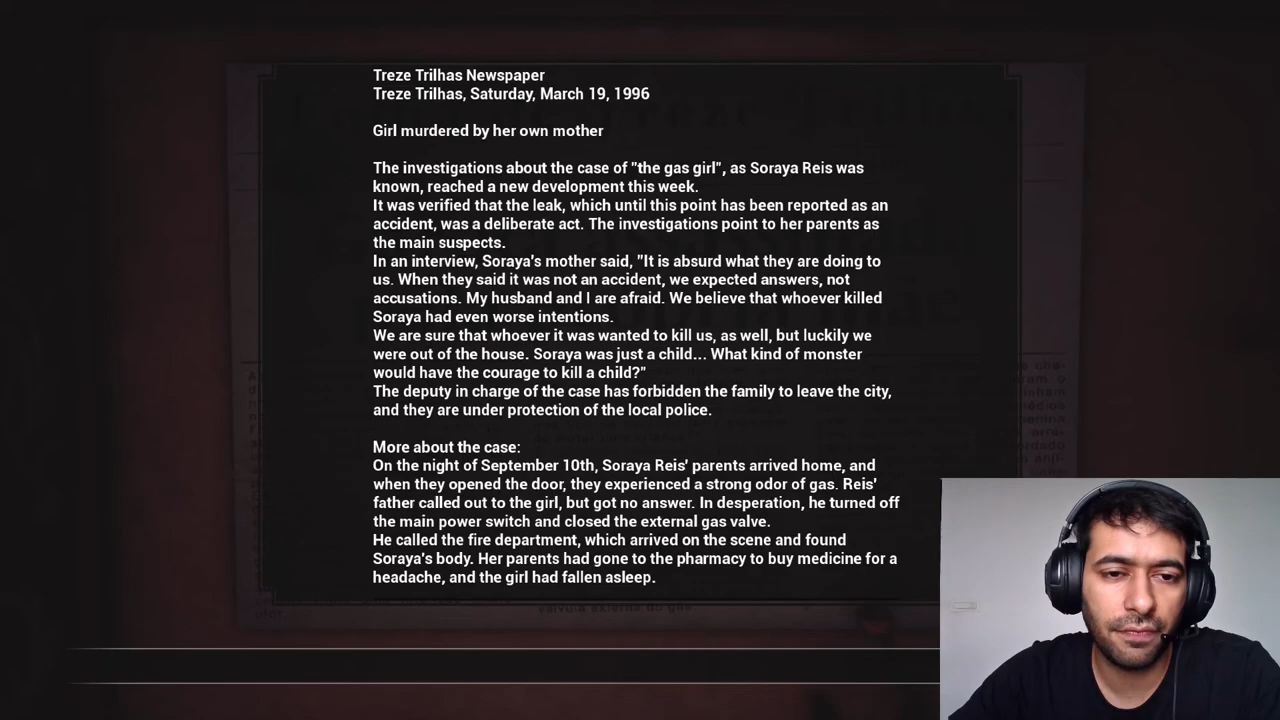 Treze Trilhas Newspaper
Treze Trilhas, Saturday, March 19, 1996
Girl murdered by her own mother
The investigations about the case of "the gas girl", as Soraya Reis was
known, reached a new development this week.
It was verified that the leak, which until this point has been reported as an
accident, was a deliberate act. The investigations point to her parents as
the main suspects.
In an interview, Soraya's mother said, "It is absurd what they are doing to
us. When they said it was not an accident, we expected answers, not
accusations. My husband and I are afraid. We believe that whoever killed
Soraya had even worse intentions.
We are sure that whoever it was wanted to kill us, as well, but luckily we
were out of the house. Soraya was just a child... What kind of monster
would have the courage to kill a child?"
The deputy in charge of the case has forbidden the family to leave the city,
and they are under protection of the local police.
More about the case:
On the night of September 10th, Soraya Reis' parents arrived home, and
when they opened the door, they experienced a strong odor of gas. Reis'
father called out to the girl, but got no answer. In desperation, he turned off
the main power switch and closed the external gas valve.
He called the fire department, which arrived on the scene and found
Soraya's body. Her parents had gone to the pharmacy to buy medicine for a
headache, and the girl had fallen asleep.